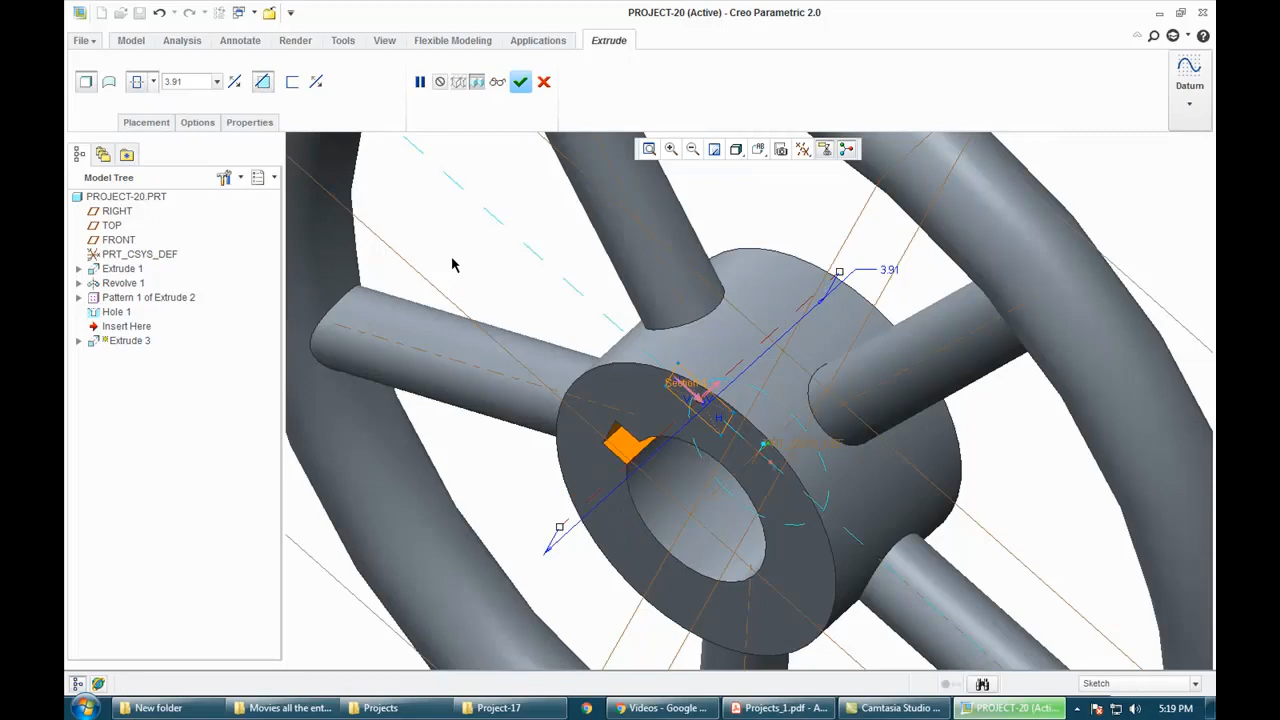 PROJECT-20 (Active) - Creo Parametric 2.0
File Model Analysis Annotate Render Tools View Flexible Modeling Applications Extrude
3.91
Datum
Placement Options Properties
Model Tree
PROJECT-20.PRT
RIGHT
TOP
FRONT
PRT_CSYS_DEF
Extrude 1
Revolve 1
Pattern 1 of Extrude 2
Hole 1
Insert Here
Extrude 3
3.91
Section
H
Sketch
New folder Movies all the ent... Projects Project-17 Videos - Google ... Projects_1.pdf - A... Camtasia Studio ... PROJECT-20 (Acti... 5:19 PM